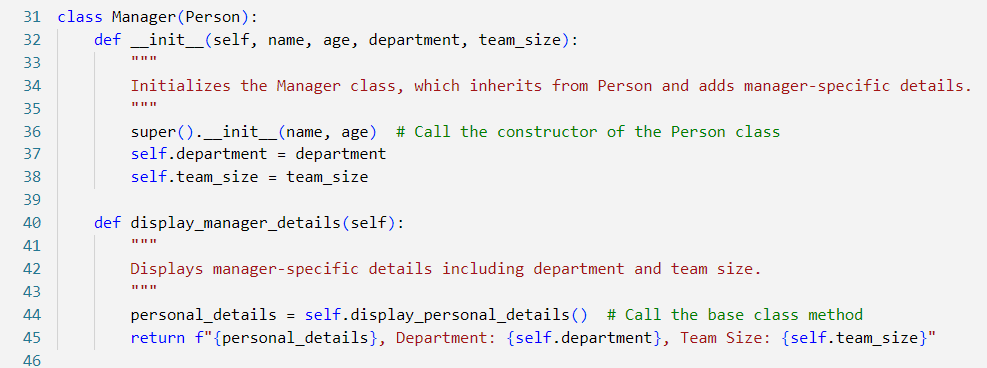 31 class Manager(Person):
32     def __init__(self, name, age, department, team_size):
33         """
34         Initializes the Manager class, which inherits from Person and adds manager-specific details.
35         """
36         super().__init__(name, age)  # Call the constructor of the Person class
37         self.department = department
38         self.team_size = team_size
39
40     def display_manager_details(self):
41         """
42         Displays manager-specific details including department and team size.
43         """
44         personal_details = self.display_personal_details()  # Call the base class method
45         return f"{personal_details}, Department: {self.department}, Team Size: {self.team_size}"
46